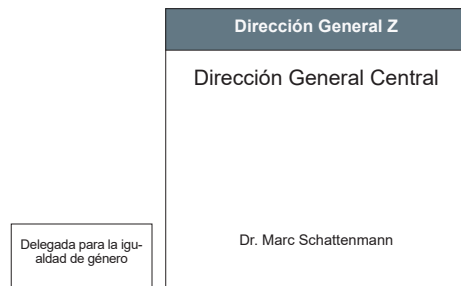 Dirección General Z
Dirección General Central
Dr. Marc Schattenmann
Delegada para la igu-
aldad de género